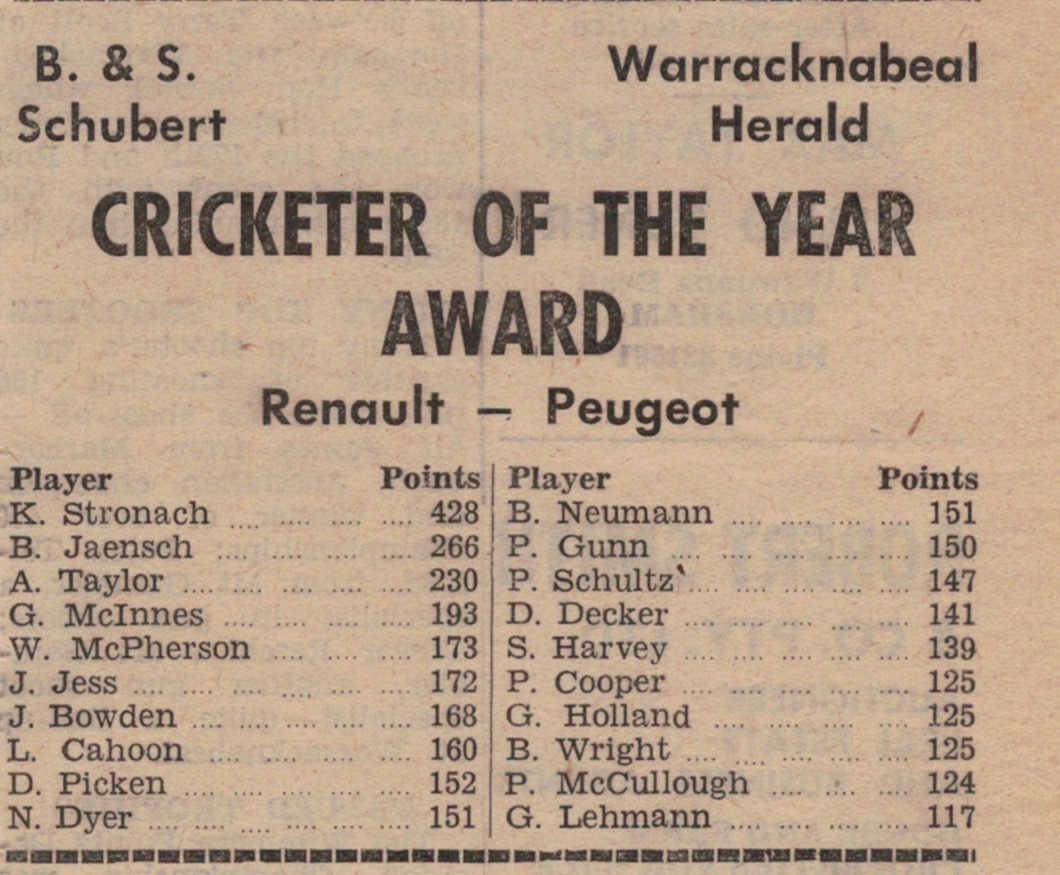 B. & S. Warracknabeal
Schubert Herald
CRICKETER OF THE YEAR
AWARD
Renault — Peugeot
Player Points
K. Stronach .... .... .... 428
B. Jaensch .... .... .... 266
A. Taylor .... .... .... .... 230
G. McInnes .... .... .... 193
W. McPherson .... .... .... 173
J. Jess .... .... .... .... .... 172
J. Bowden .... .... .... .... 168
L. Cahoon .... .... .... .... 160
D. Picken .... .... .... .... 152
N. Dyer .... .... .... .... .... 151
Player Points
B. Neumann .... .... .... .... 151
P. Gunn .... .... .... .... .... 150
P. Schultz .... .... .... .... 147
D. Decker .... .... .... .... 141
S. Harvey .... .... .... .... 139
P. Cooper .... .... .... .... 125
G. Holland .... .... .... .... 125
B. Wright .... .... .... .... 125
P. McCullough .... .... .... 124
G. Lehmann .... .... .... .... 117